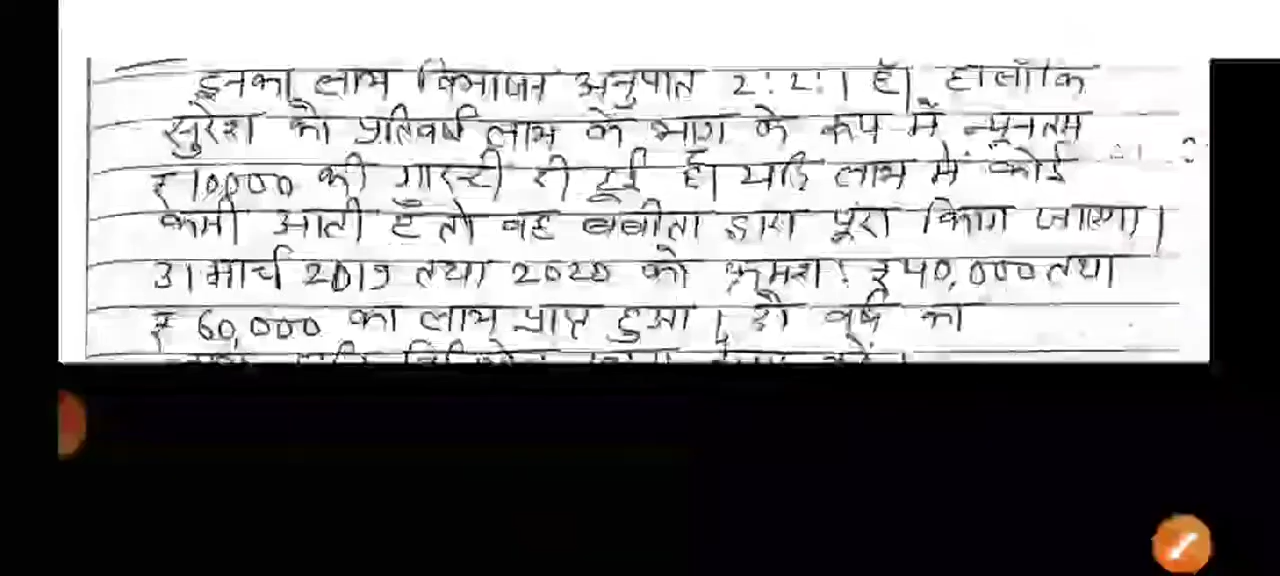 इनका लाभ विभाजन अनुपात 2:2:1 है। हालाँकि
सुरेश को प्रतिवर्ष लाभ के भाग के रूप में न्यूनतम
₹10,000 की गारन्टी दी हुई है। यदि लाभ में कोई
कमी आती है तो वह बबीता द्वारा पूरा किया जाएगा।
31 मार्च 2019 तथा 2020 को क्रमश: ₹40,000 तथा
₹60,000 का लाभ प्राप्त हुआ। दो वर्ष का